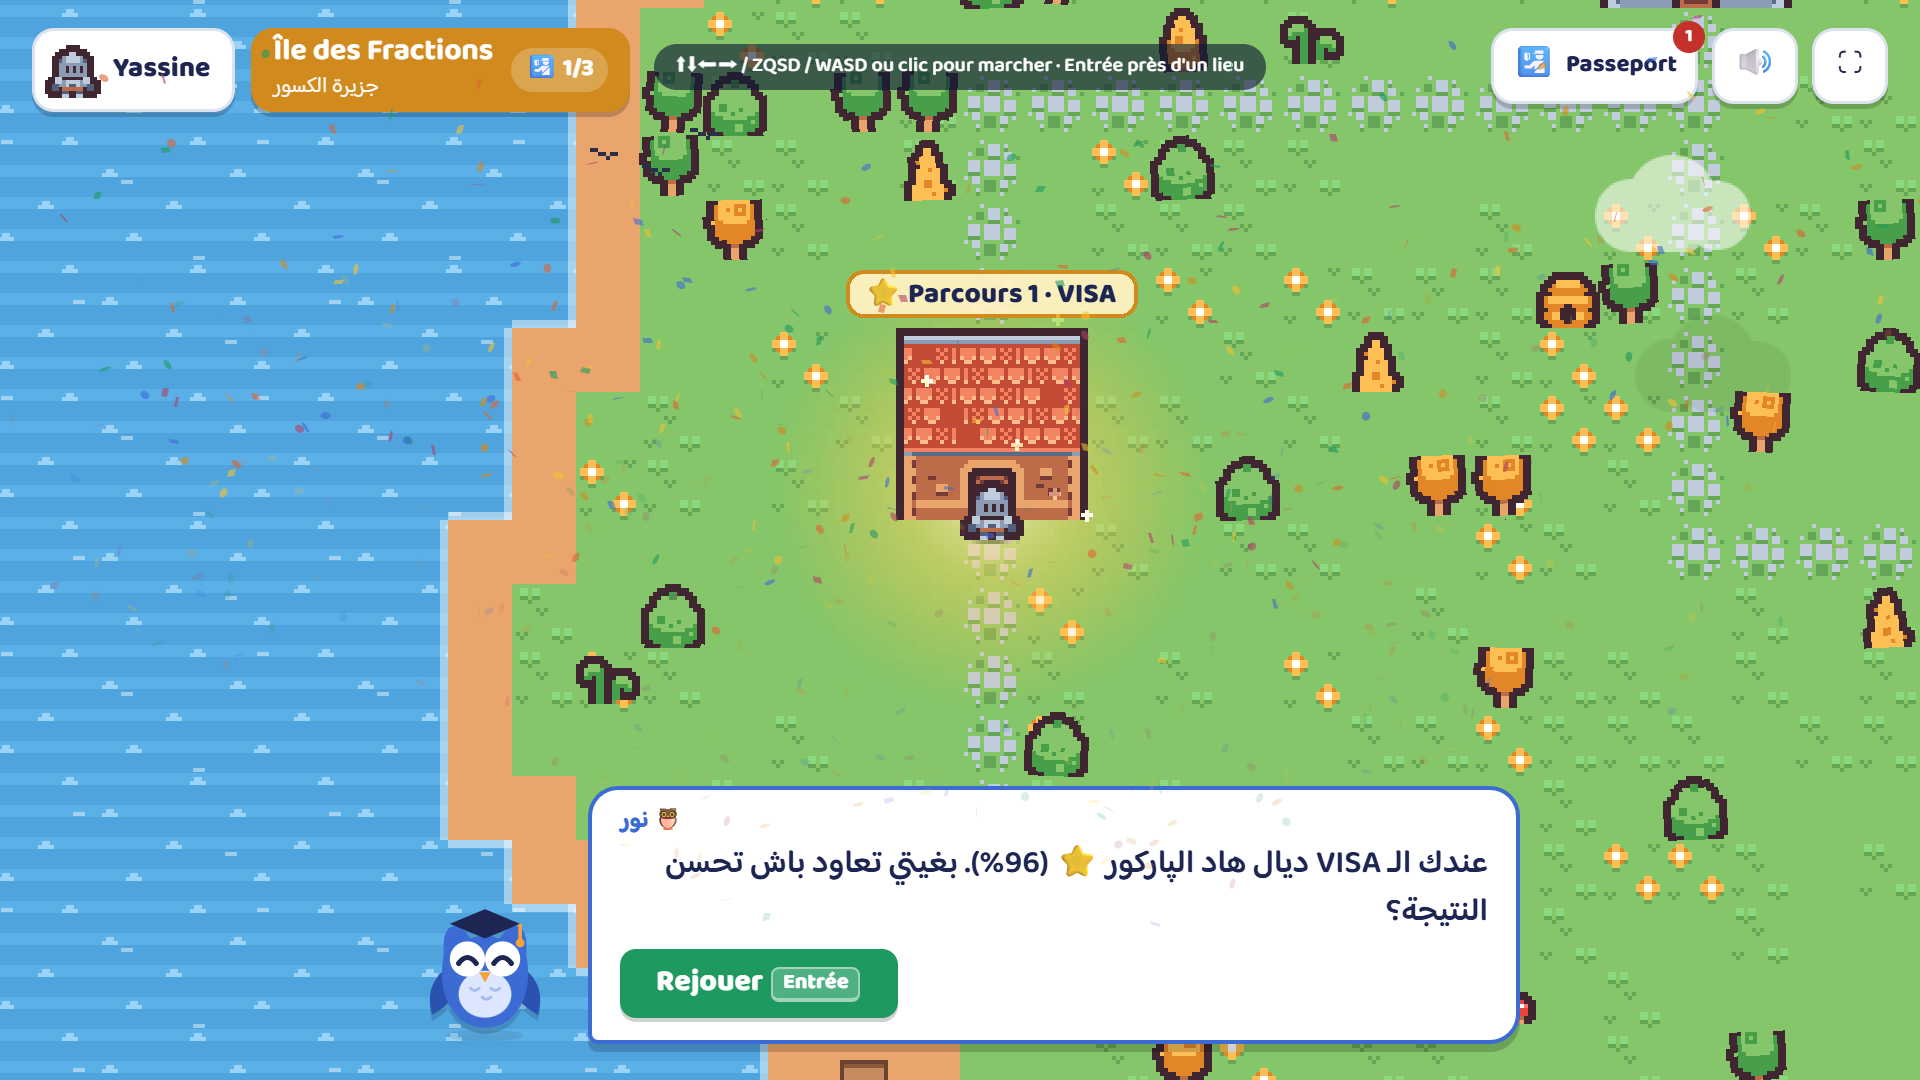 Yassine
Île des Fractions
جزيرة الكسور
1/3
↑↓←→ / ZQSD / WASD ou clic pour marcher · Entrée près d'un lieu
Passeport
1
Parcours 1 · VISA
نور
عندك الـ VISA ديال هاد الپاركور ⭐ (96%). بغيتي تعاود باش تحسن
النتيجة؟
Rejouer Entrée